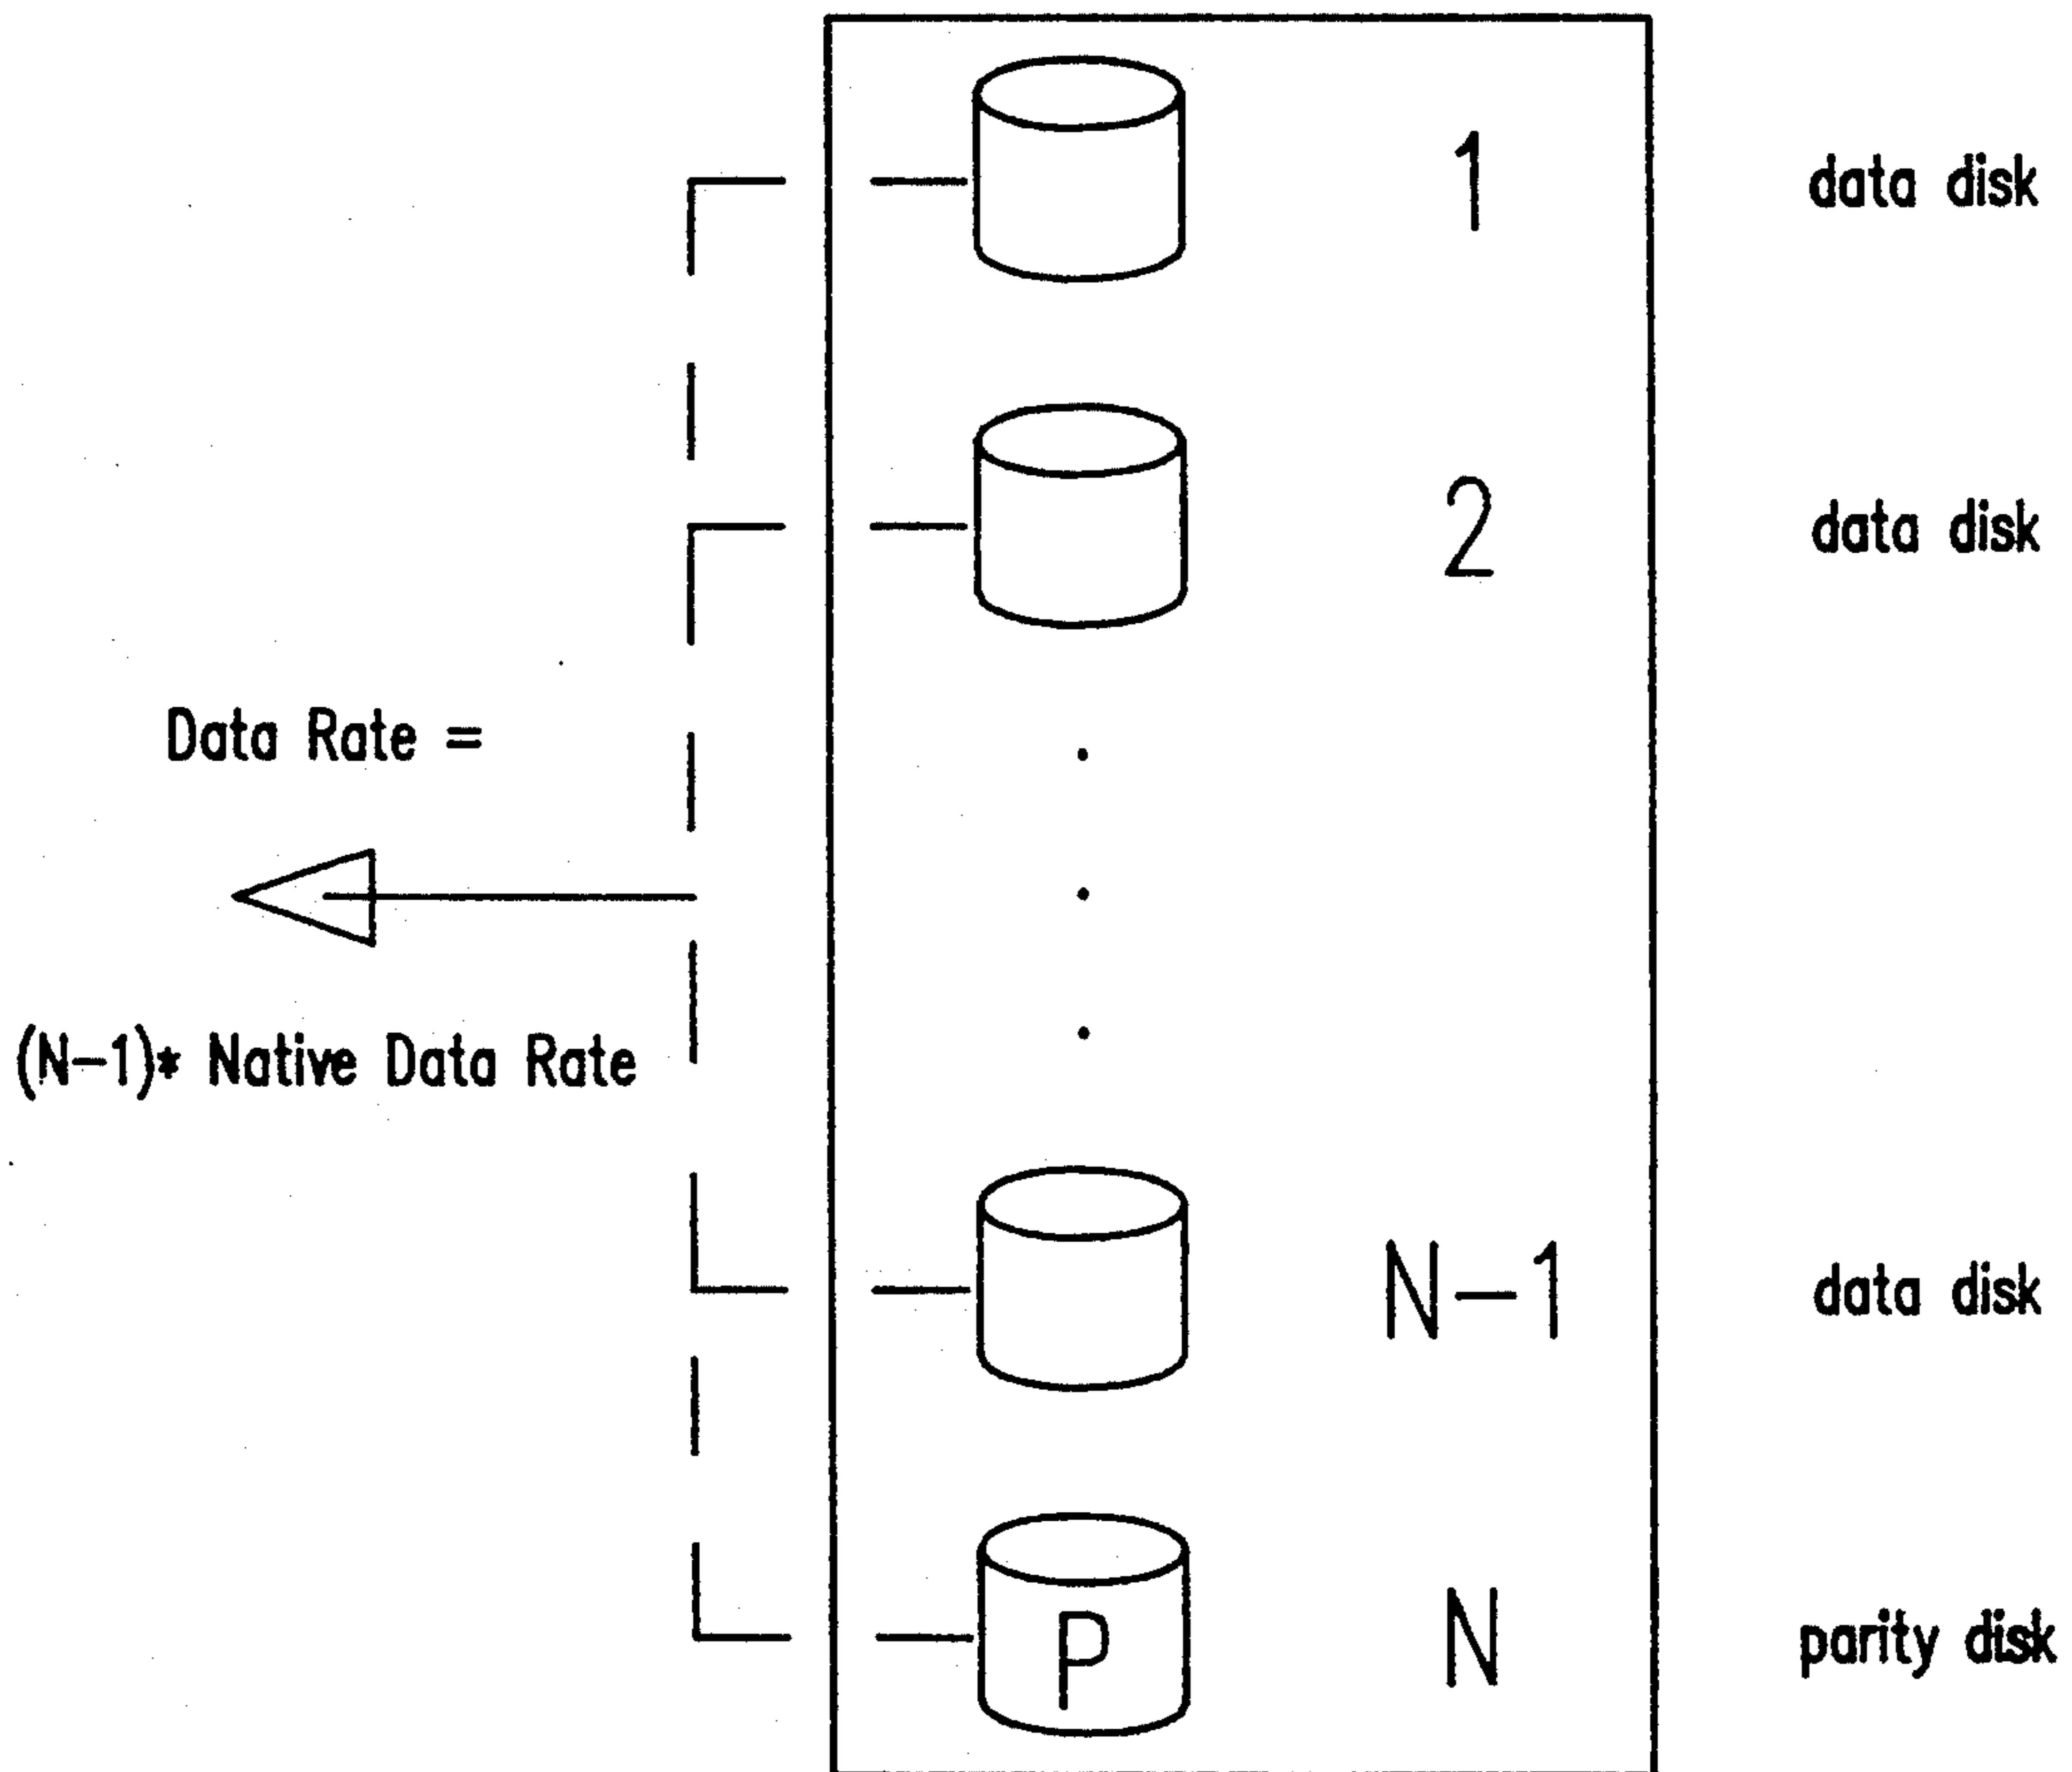 1 data disk
2 data disk
Data Rate =
.
.
.
(N-1)* Native Data Rate
N-1 data disk
P N parity disk